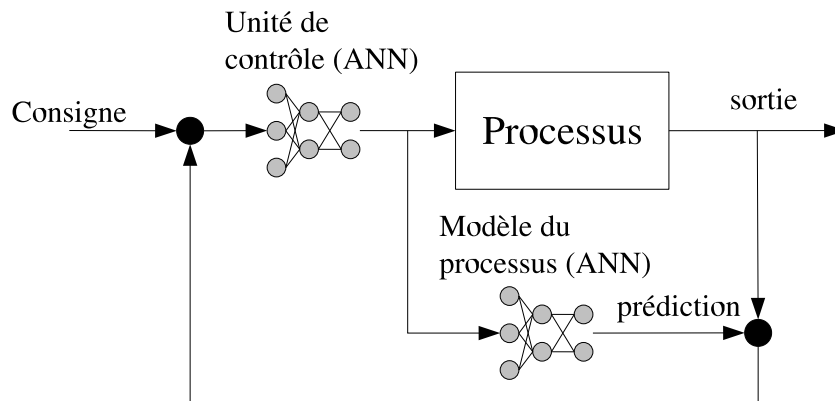 Unité de
contrôle (ANN)
Consigne
Processus
sortie
Modèle du
processus (ANN)
prédiction